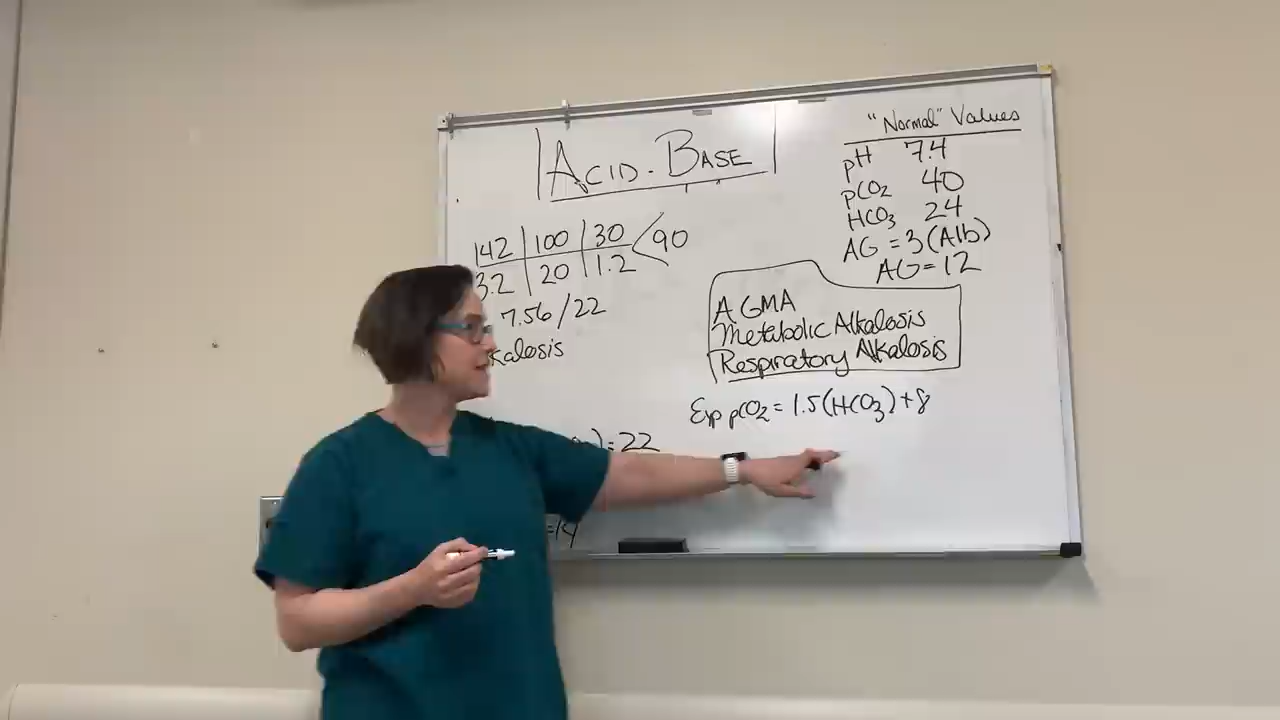 ACID-BASE
142 | 100 | 30 < 90
3.2 | 20 | 1.2
7.56/22
kalosis
)=22
=14
"Normal" Values
pH 7.4
pCO2 40
HCO3 24
AG = 3(Alb)
AG=12
AGMA
Metabolic Alkalosis
Respiratory Alkalosis
Exp pCO2 = 1.5(HCO3)+8